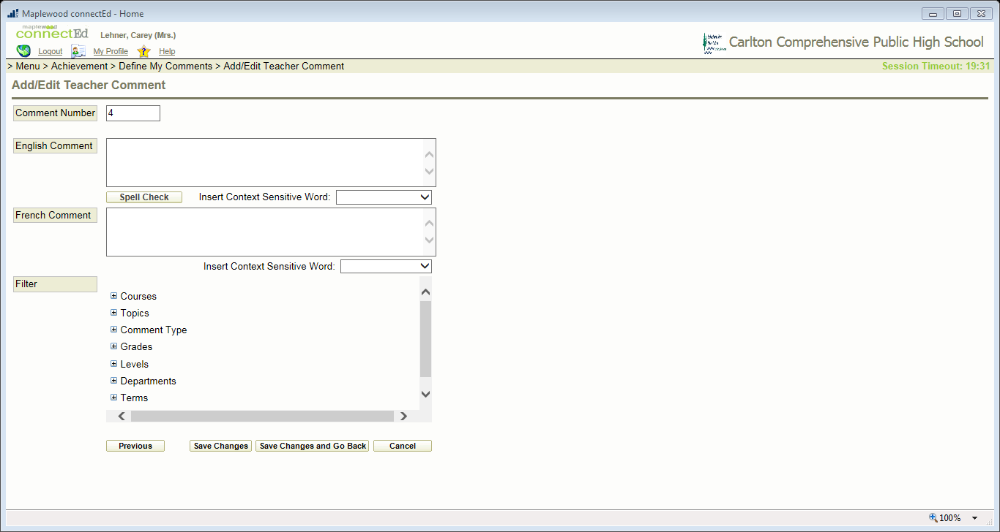 Maplewood connectEd - Home
maplewood
connectEd Lehner, Carey (Mrs.)
Logout My Profile Help
Carlton Comprehensive Public High School
> Menu > Achievement > Define My Comments > Add/Edit Teacher Comment Session Timeout: 19:31
Add/Edit Teacher Comment
Comment Number 4
English Comment
Spell Check Insert Context Sensitive Word:
French Comment
Insert Context Sensitive Word:
Filter
Courses
Topics
Comment Type
Grades
Levels
Departments
Terms
Previous Save Changes Save Changes and Go Back Cancel
100%